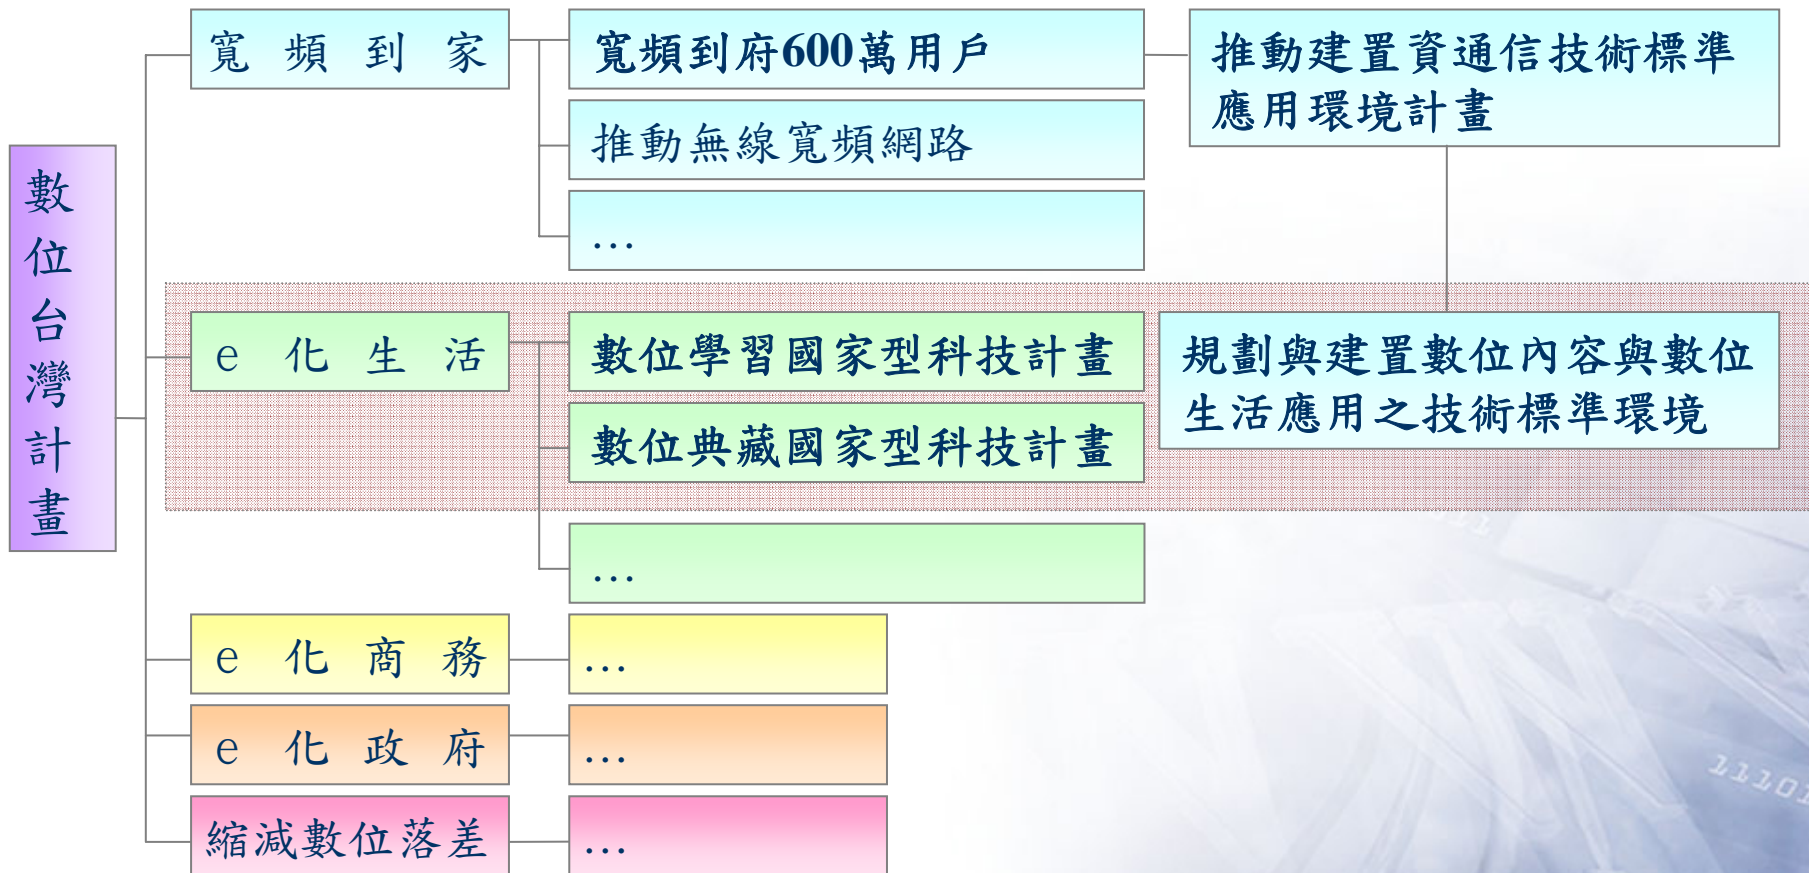 數位台灣計畫
寬頻到家
寬頻到府600萬用戶
推動建置資通信技術標準
應用環境計畫
推動無線寬頻網路
...
e化生活
數位學習國家型科技計畫
規劃與建置數位內容與數位
生活應用之技術標準環境
數位典藏國家型科技計畫
...
e化商務
...
e化政府
...
縮減數位落差
...